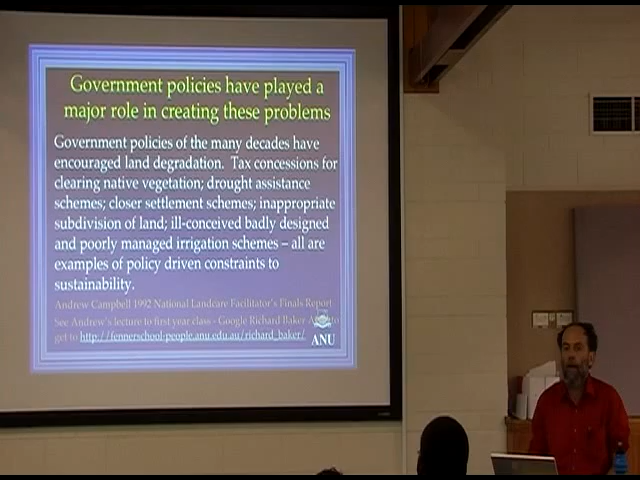 Government policies have played a
major role in creating these problems
Government policies of the many decades have
encouraged land degradation. Tax concessions for
clearing native vegetation; drought assistance
schemes; closer settlement schemes; inappropriate
subdivision of land; ill-conceived badly designed
and poorly managed irrigation schemes – all are
examples of policy driven constraints to
sustainability.
Andrew Campbell 1992 National Landcare Facilitator's Finals Report
See Andrew's lecture to first year class - Google Richard Baker to
get to http://fennerschool-people.anu.edu.au/richard_baker/
ANU